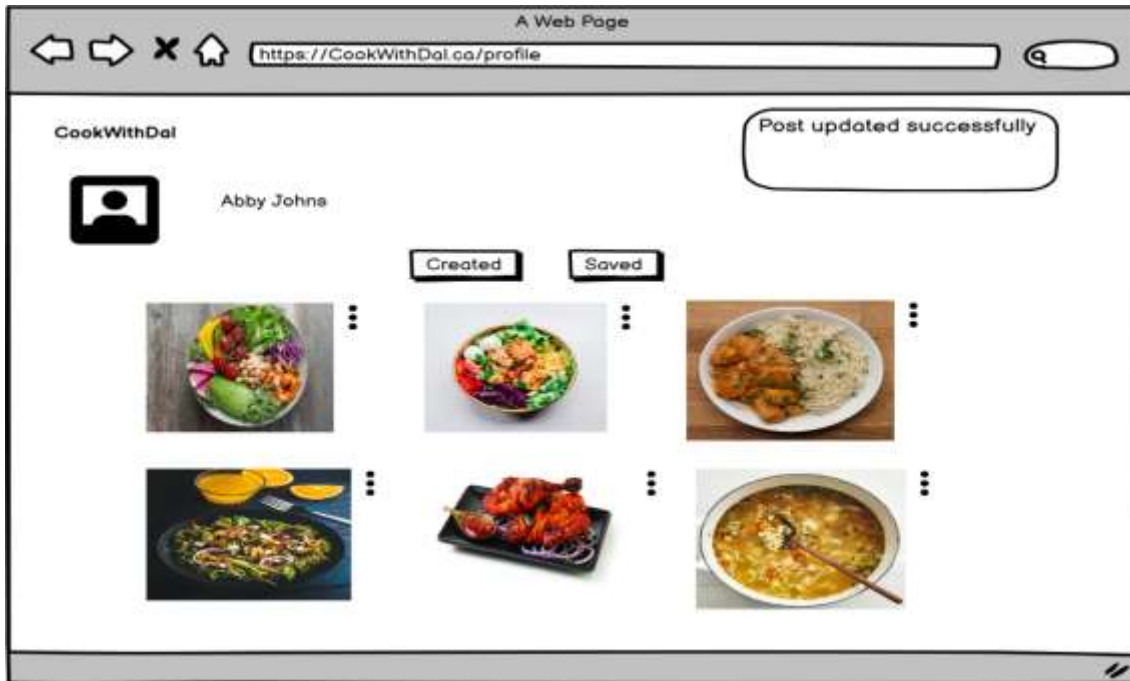 A Web Page
https://CookWithDal.ca/profile
CookWithDal
Post updated successfully
Abby Johns
Created
Saved